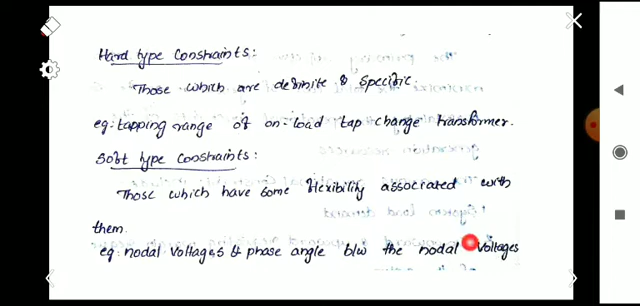 Hard type constraints:
Those which are definite & specific.
eg: tapping range of on-load tap change transformer.
Soft type constraints:
Those which have some flexibility associated with
them.
eg: nodal voltages & phase angle b/w the nodal voltages